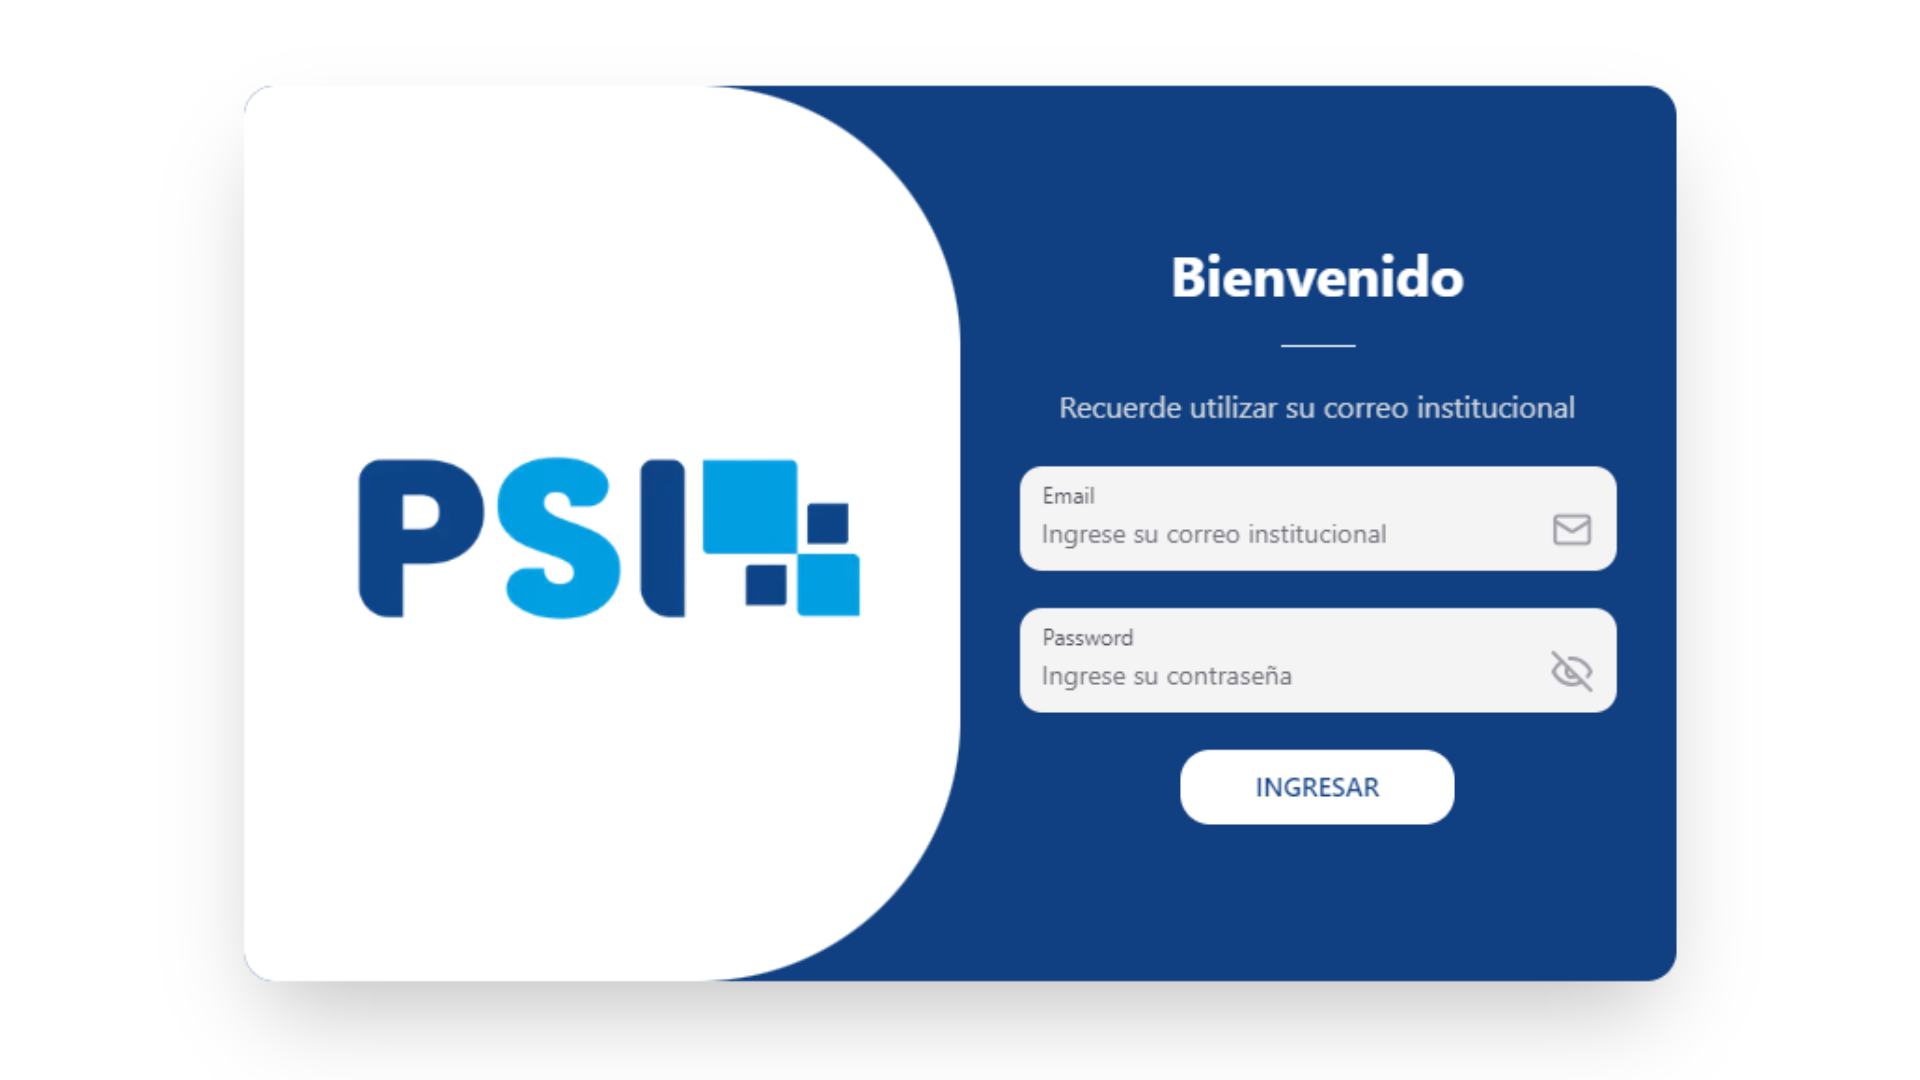 PSI
Bienvenido
Recuerde utilizar su correo institucional
Email
Ingrese su correo institucional
Password
Ingrese su contraseña
INGRESAR